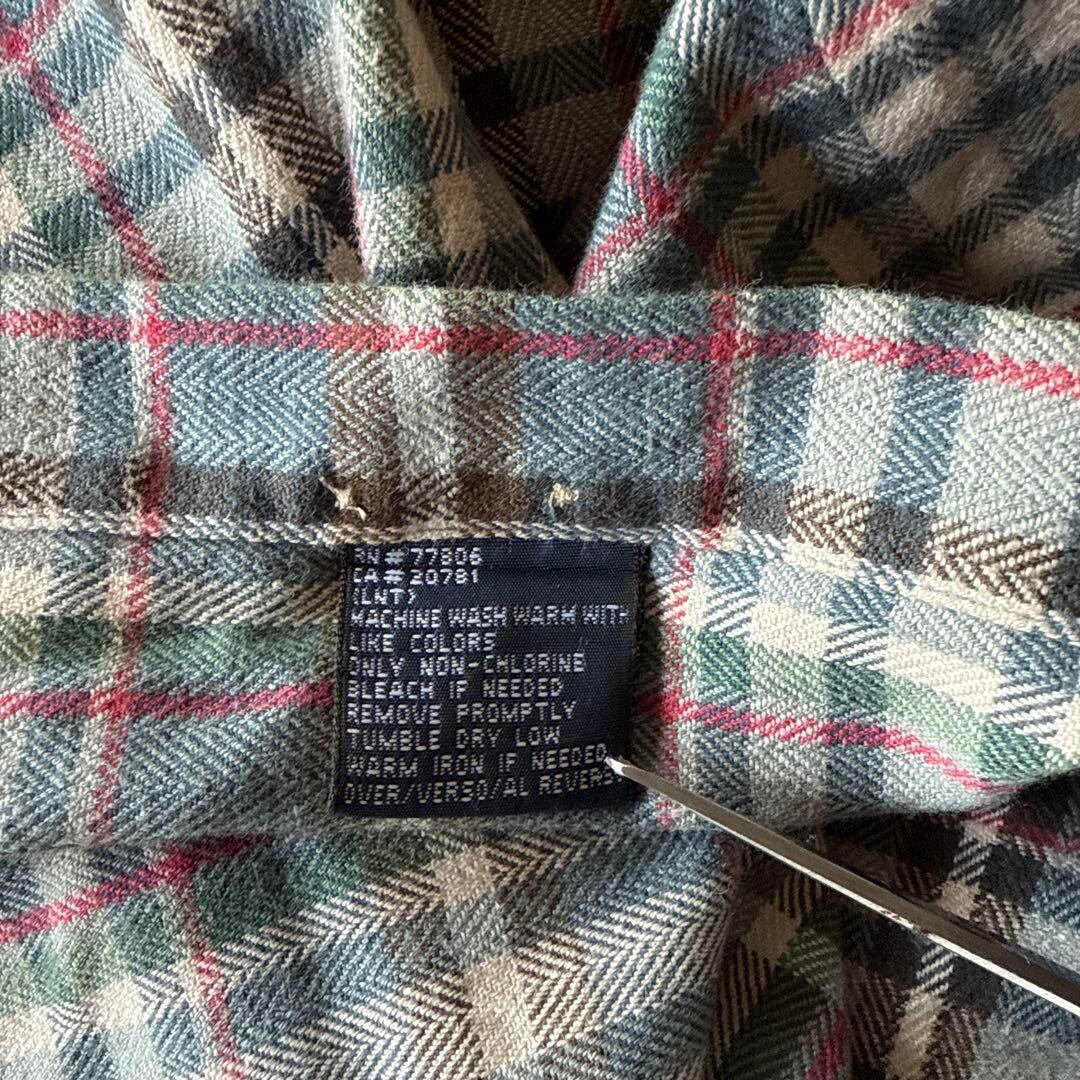 RN# 77806
CA# 20781
(LNT)
MACHINE WASH WARM WITH
LIKE COLORS
ONLY NON-CHLORINE
BLEACH IF NEEDED
REMOVE PROMPTLY
TUMBLE DRY LOW
WARM IRON IF NEEDED
OVER/VERSO/AL REVERSO